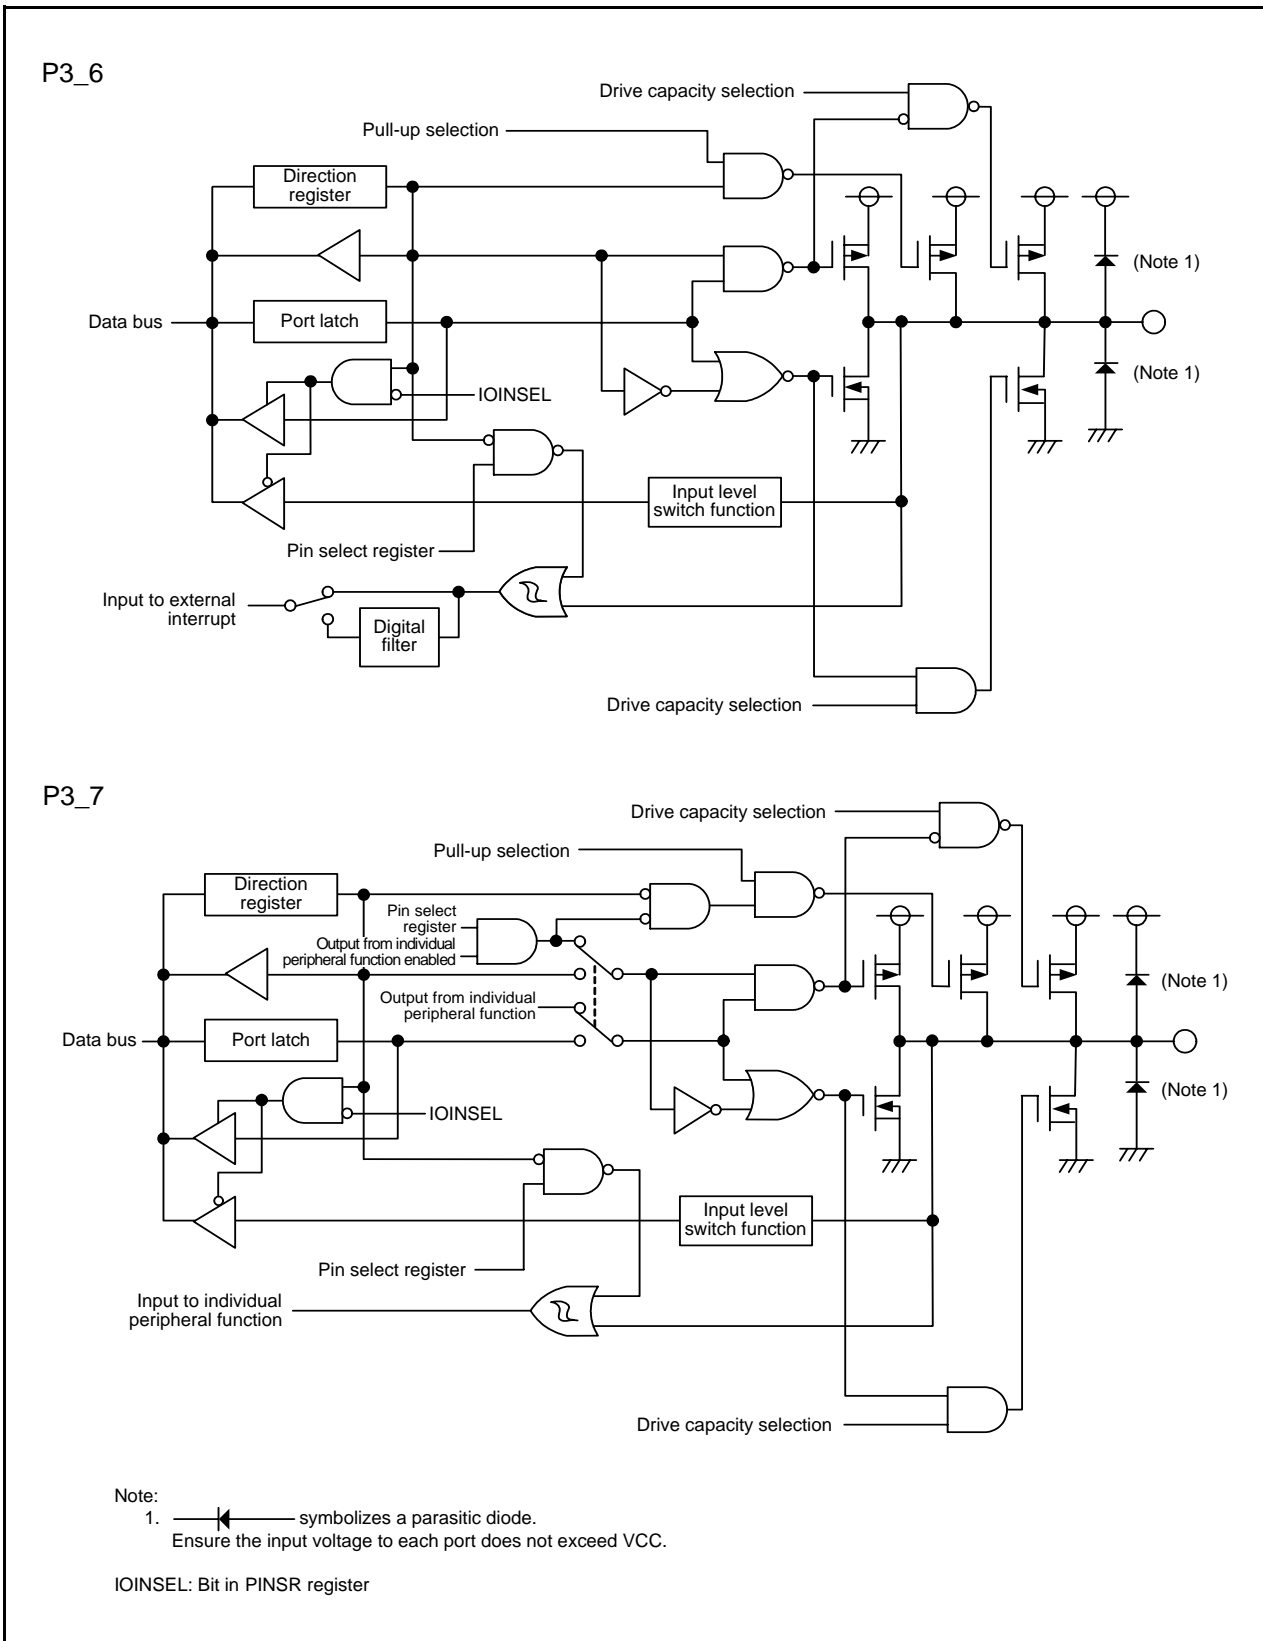 P3_6
Drive capacity selection
Pull-up selection
Direction
register
(Note 1)
Data bus
Port latch
(Note 1)
IOINSEL
Input level
switch function
Pin select register
Input to external
interrupt
Digital
filter
Drive capacity selection
P3_7
Drive capacity selection
Pull-up selection
Direction
register
Pin select
register
Output from individual
peripheral function enabled
(Note 1)
Output from individual
peripheral function
Data bus
Port latch
(Note 1)
IOINSEL
Input level
switch function
Pin select register
Input to individual
peripheral function
Drive capacity selection
Note:
1. symbolizes a parasitic diode.
Ensure the input voltage to each port does not exceed VCC.
IOINSEL: Bit in PINSR register